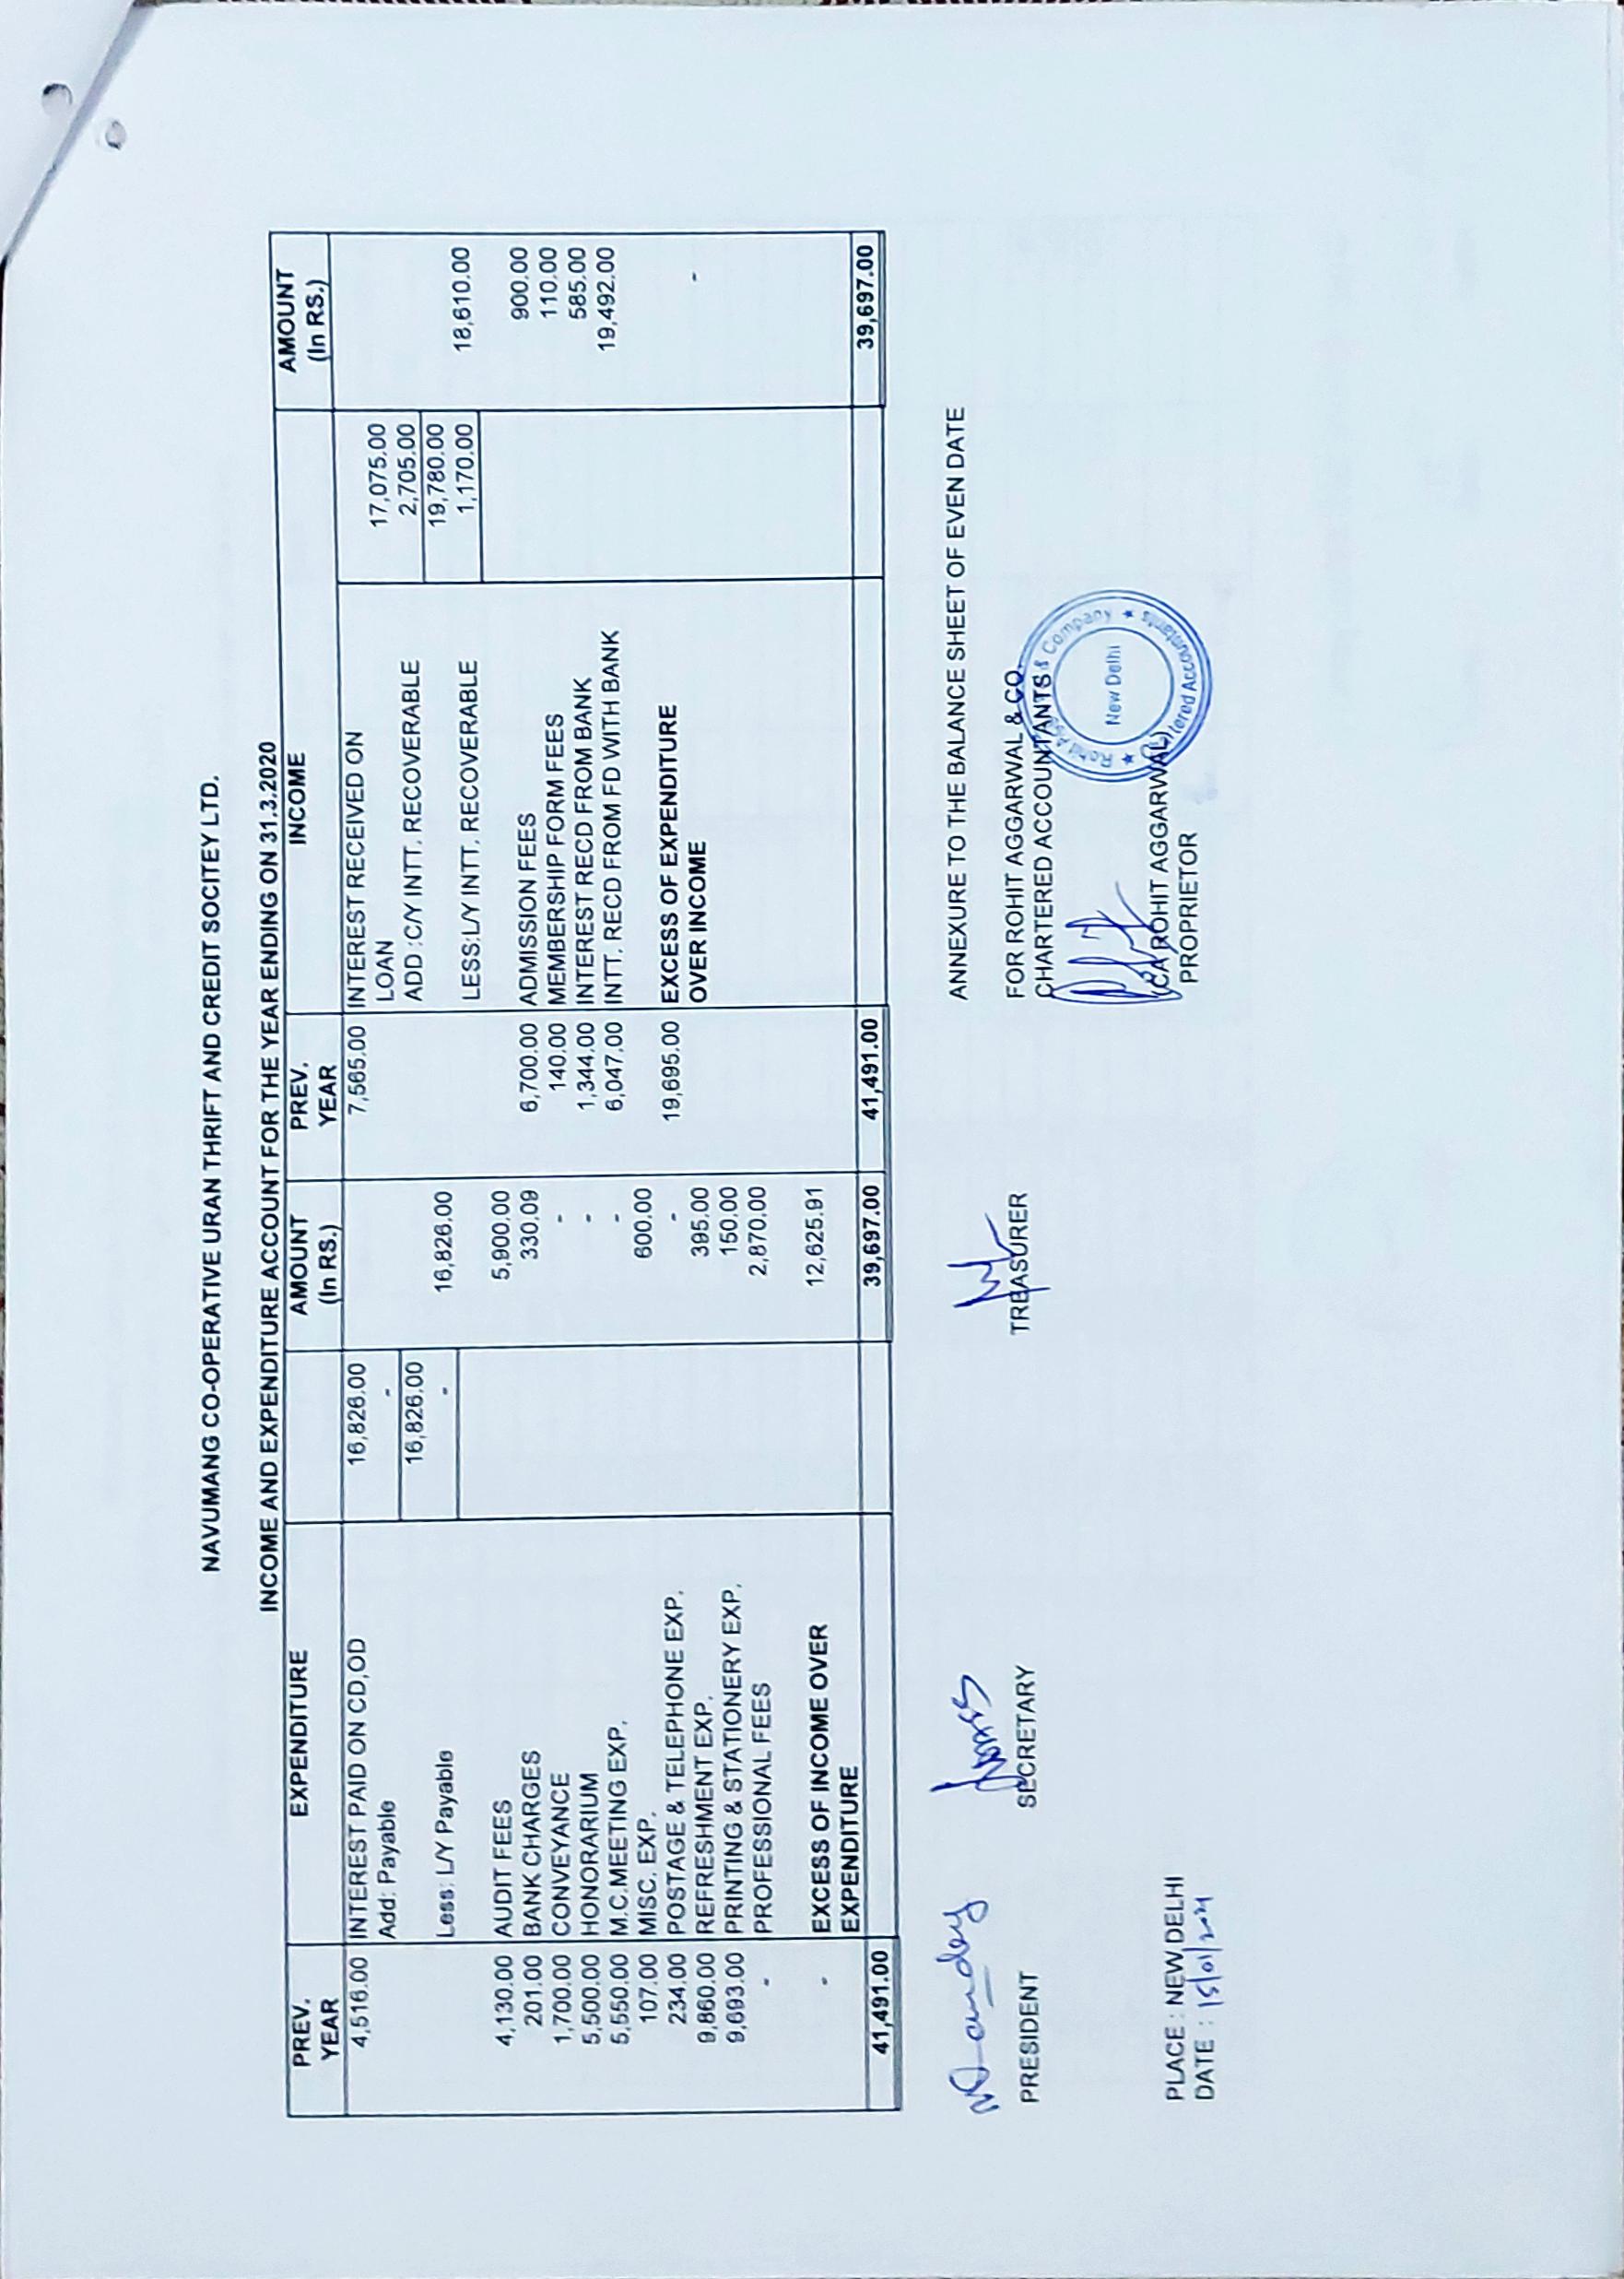 NAVUMANG CO-OPERATIVE URAN THRIFT AND CREDIT SOCITEY LTD.
INCOME AND EXPENDITURE ACCOUNT FOR THE YEAR ENDING ON 31.3.2020
PREV. YEAR EXPENDITURE AMOUNT (In RS.) PREV. YEAR INCOME AMOUNT (In RS.)
4,516.00 INTEREST PAID ON CD,OD 16,826.00 7,565.00 INTEREST RECEIVED ON
Add: Payable - LOAN 17,075.00
16,826.00 ADD :C/Y INTT. RECOVERABLE 2,705.00
Less: L/Y Payable - 16,826.00 19,780.00
LESS:L/Y INTT. RECOVERABLE 1,170.00 18,610.00
4,130.00 AUDIT FEES 5,900.00
201.00 BANK CHARGES 330.09 6,700.00 ADMISSION FEES 900.00
1,700.00 CONVEYANCE - 140.00 MEMBERSHIP FORM FEES 110.00
5,500.00 HONORARIUM - 1,344.00 INTEREST RECD FROM BANK 585.00
5,550.00 M.C.MEETING EXP. - 6,047.00 INTT. RECD FROM FD WITH BANK 19,492.00
107.00 MISC. EXP. 600.00
234.00 POSTAGE & TELEPHONE EXP. - 19,695.00 EXCESS OF EXPENDITURE -
9,860.00 REFRESHMENT EXP. 395.00 OVER INCOME
9,693.00 PRINTING & STATIONERY EXP. 150.00
- PROFESSIONAL FEES 2,870.00
- EXCESS OF INCOME OVER 12,625.91
EXPENDITURE
41,491.00 39,697.00 41,491.00 39,697.00
ANNEXURE TO THE BALANCE SHEET OF EVEN DATE
PRESIDENT SECRETARY TREASURER
FOR ROHIT AGGARWAL & CO.
CHARTERED ACCOUNTANTS
& Company
New Delhi
(CA ROHIT AGGARWAL)
PROPRIETOR
PLACE : NEW DELHI
DATE : 15/01/2021